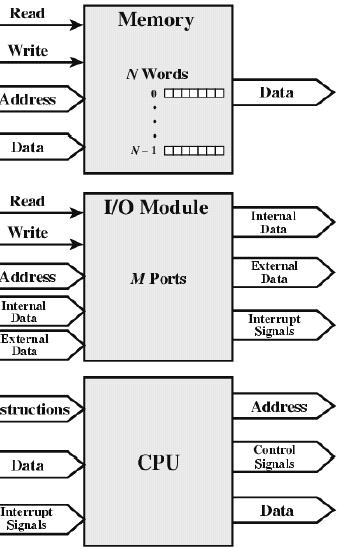 Read
Memory
Write
N Words
Address
0
Data
Data
N – 1
Read
I/O Module
Internal
Data
Write
Address
M Ports
External
Data
Internal
Data
Interrupt
Signals
External
Data
structions
Address
CPU
Control
Signals
Data
Interrupt
Signals
Data